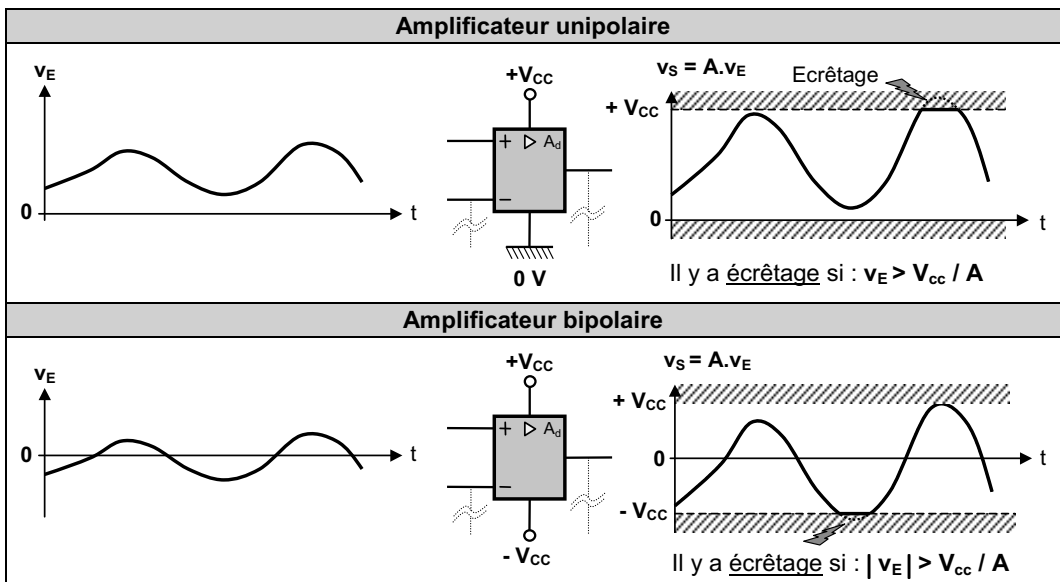 Amplificateur unipolaire
vE
0
t
+VCC
+ ▷ Ad
−
0 V
vS = A.vE
Ecrêtage
+ VCC
0
t
Il y a écrêtage si : vE > Vcc / A
Amplificateur bipolaire
vE
0
t
+VCC
+ ▷ Ad
−
- VCC
vS = A.vE
+ VCC
0
t
- VCC
Il y a écrêtage si : | vE | > Vcc / A